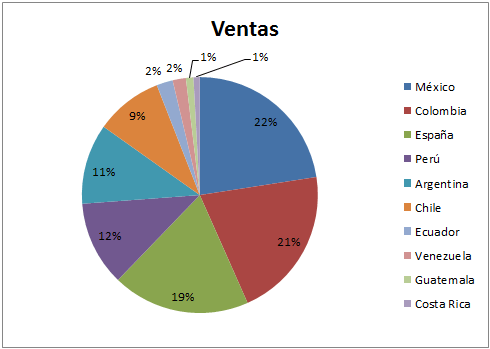 Ventas
1%
1%
2%
2%
9%
22%
11%
12%
21%
19%
México
Colombia
España
Perú
Argentina
Chile
Ecuador
Venezuela
Guatemala
Costa Rica